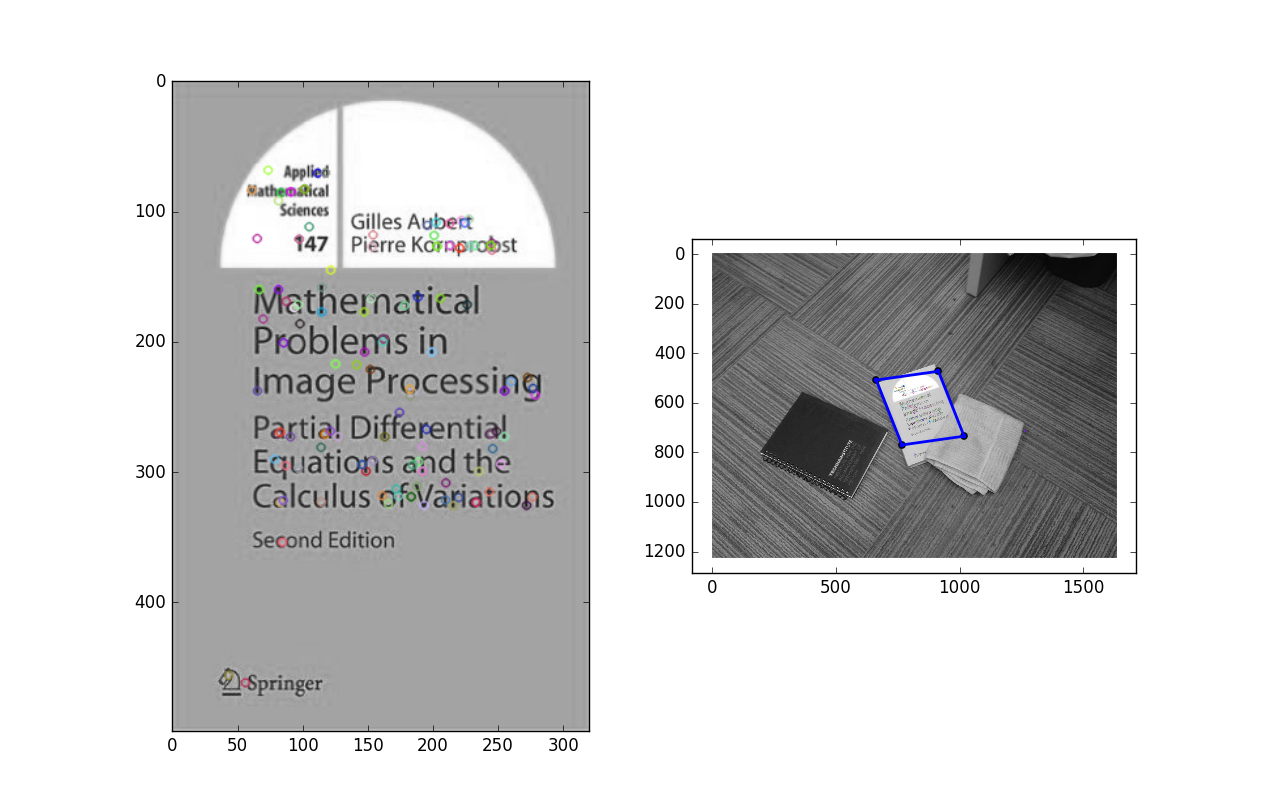 0
100
200
300
400
0
50
100
150
200
250
300
Applied
Mathematical
Sciences
147
Gilles Aubert
Pierre Kornprobst
Mathematical
Problems in
Image Processing
Partial Differential
Equations and the
Calculus of Variations
Second Edition
Springer
0
200
400
600
800
1000
1200
0
500
1000
1500